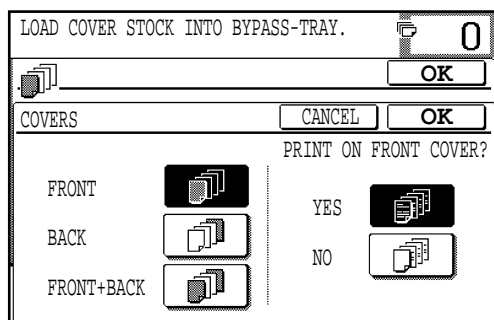 LOAD COVER STOCK INTO BYPASS-TRAY.
0
OK
COVERS
CANCEL
OK
PRINT ON FRONT COVER?
FRONT
YES
BACK
NO
FRONT+BACK